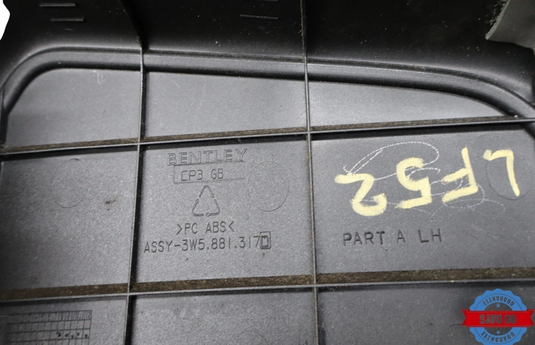 BENTLEY
CP3 GB
>PC ABS<
ASSY-3W5.881.317D
PART A LH
LF52